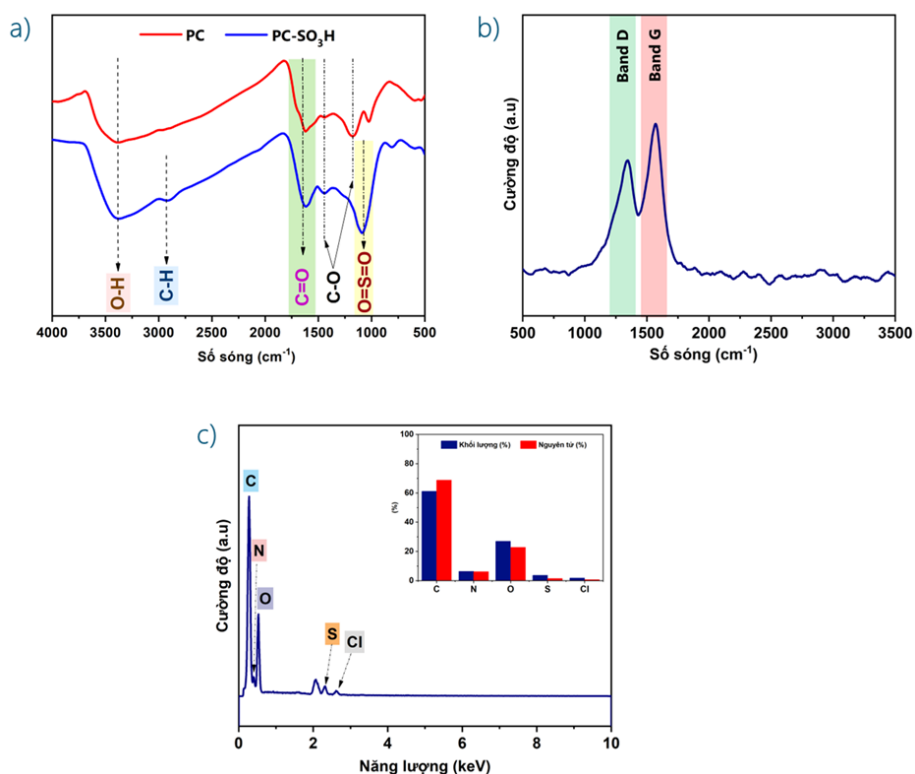 a)
PC PC-SO₃H
O-H
C-H
C=O
C-O
O=S=O
4000 3500 3000 2500 2000 1500 1000 500
Số sóng (cm⁻¹)
b)
Band D
Band G
Cường độ (a.u)
500 1000 1500 2000 2500 3000 3500
Số sóng (cm⁻¹)
c)
C
N
O
S
Cl
Cường độ (a.u)
0 2 4 6 8 10
Năng lượng (keV)
Khối lượng (%) Nguyên tử (%)
(%)
100
80
60
40
20
0
C N O S Cl